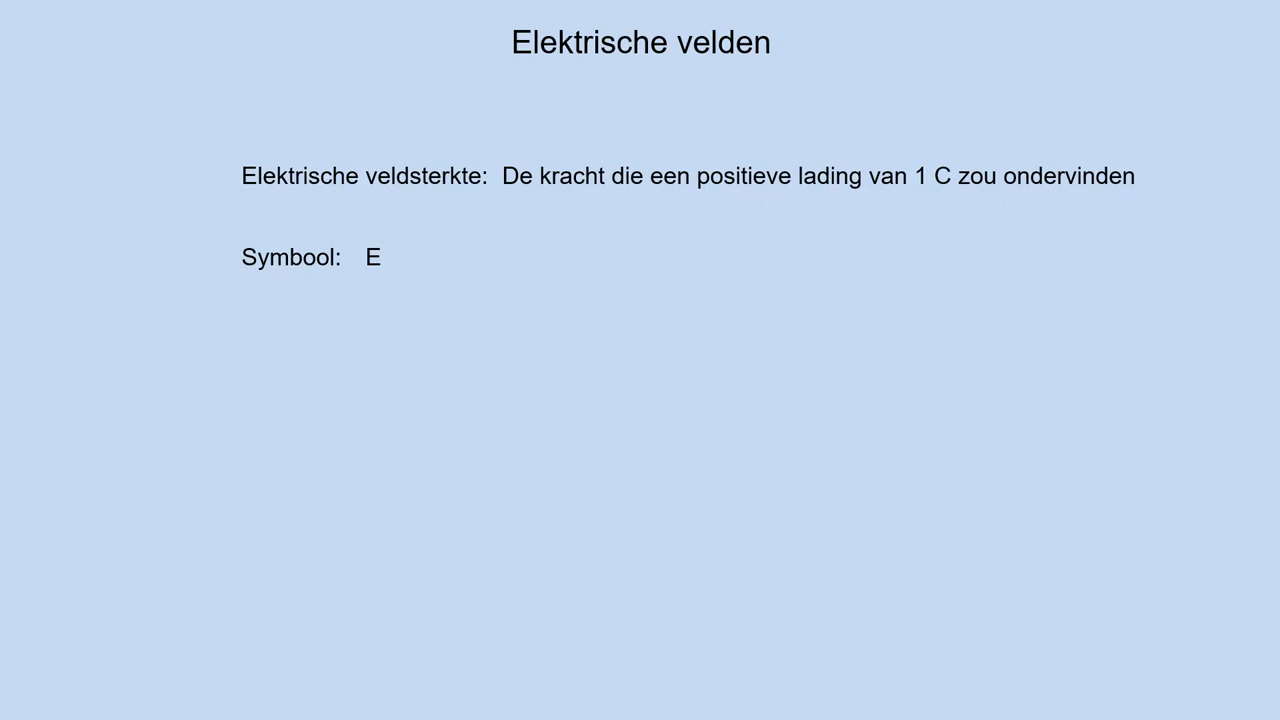 Elektrische velden
Elektrische veldsterkte: De kracht die een positieve lading van 1 C zou ondervinden
Symbool: E